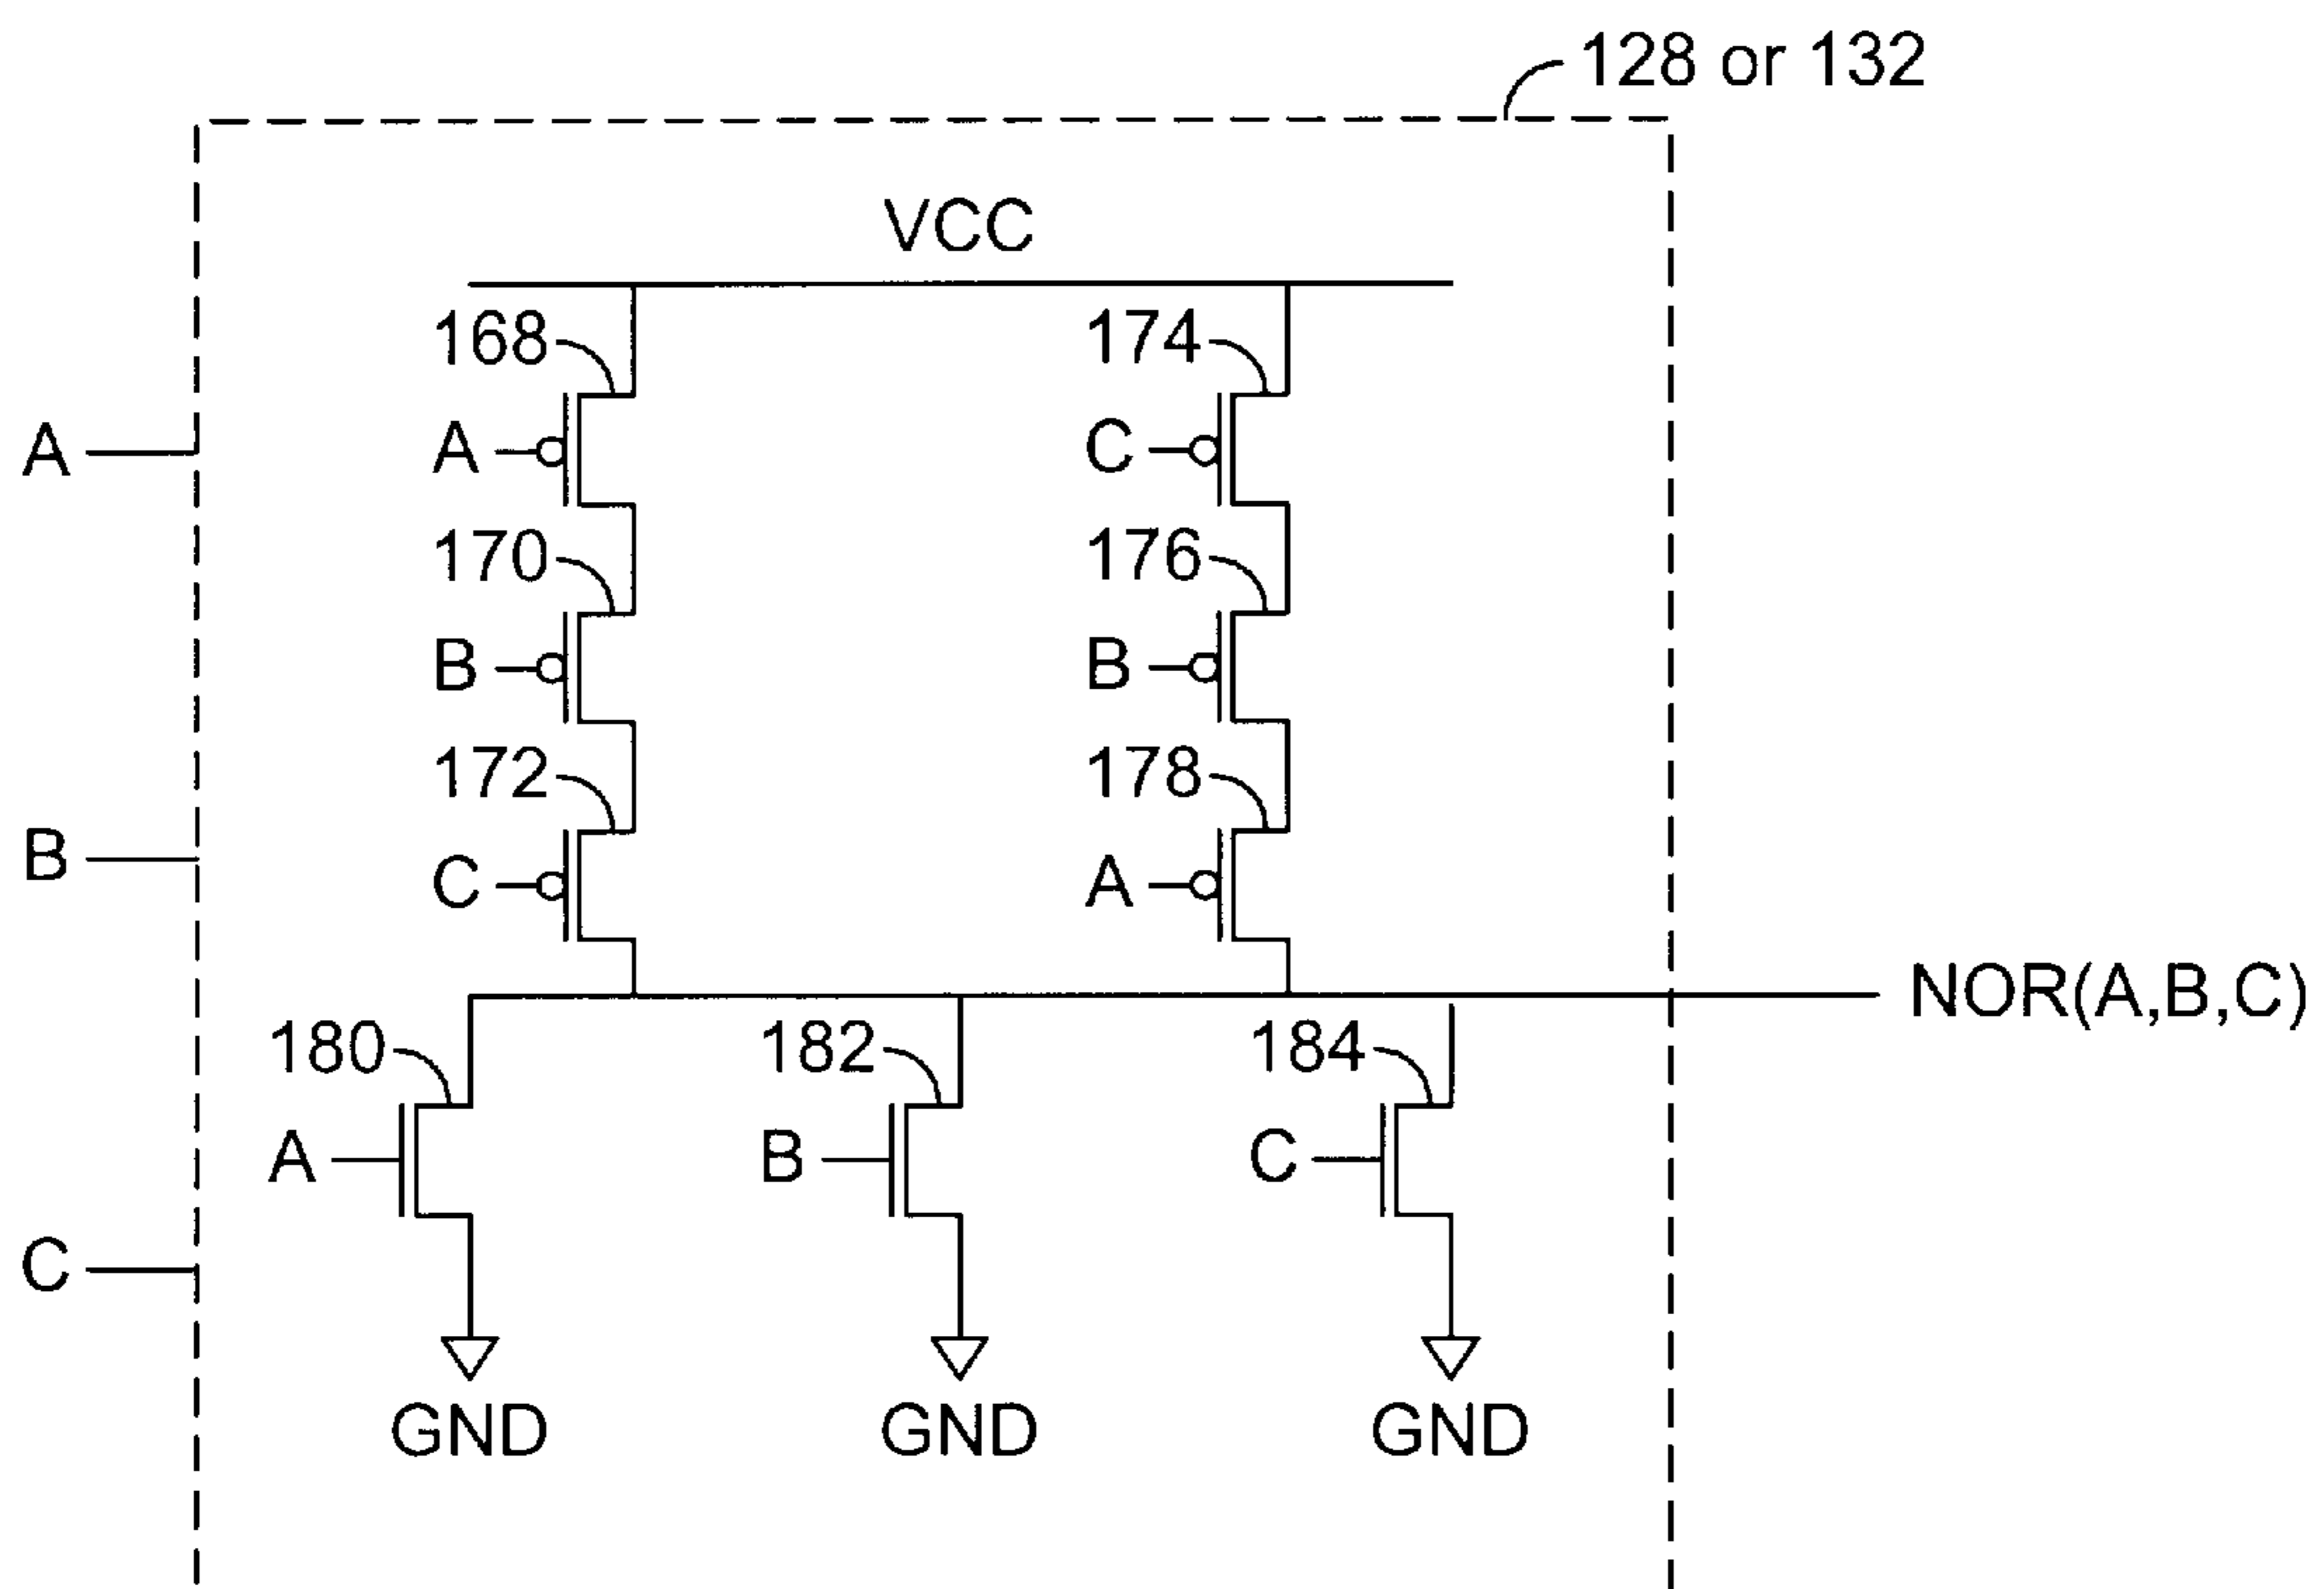 128 or 132
VCC
168
174
A
A
C
170
176
B
B
172
178
B
C
A
NOR(A,B,C)
180
182
184
A
B
C
C
GND
GND
GND